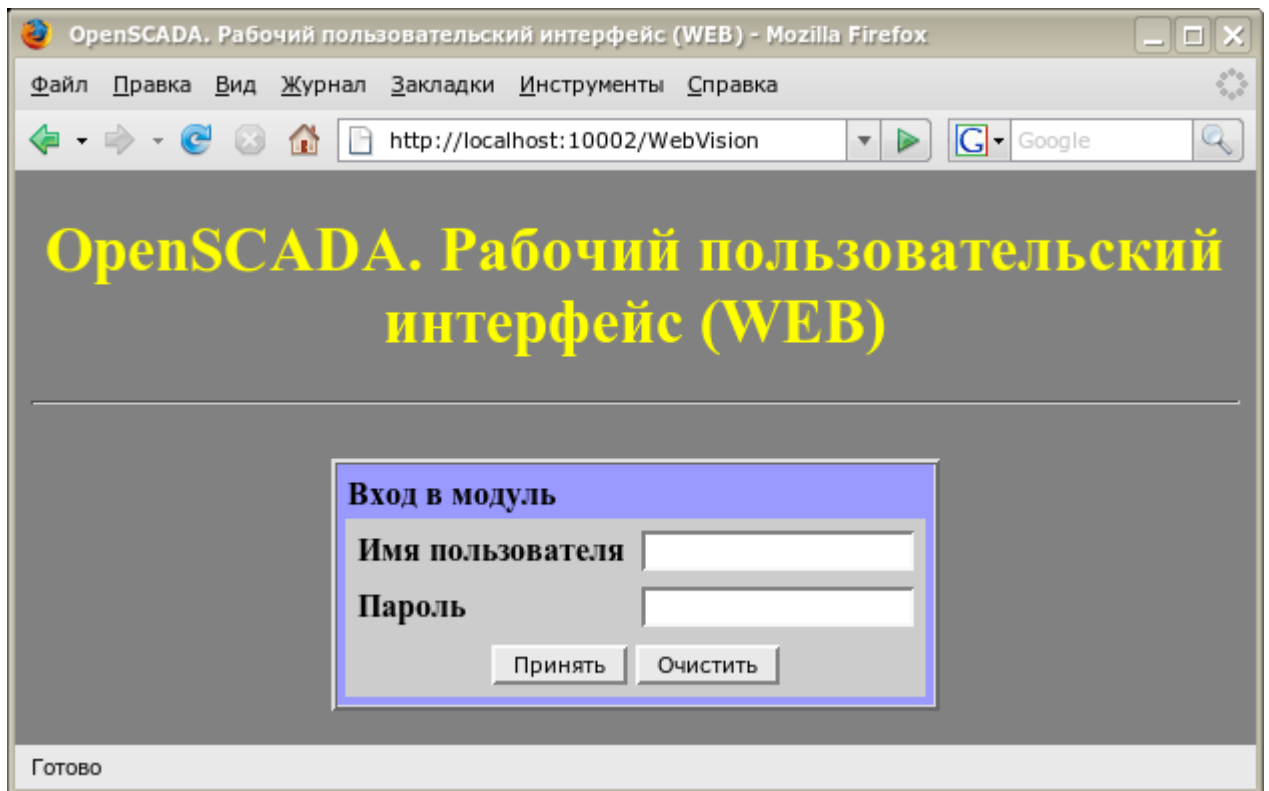 OpenSCADA. Рабочий пользовательский интерфейс (WEB) - Mozilla Firefox
Файл Правка Вид Журнал Закладки Инструменты Справка
http://localhost:10002/WebVision G Google
OpenSCADA. Рабочий пользовательский
интерфейс (WEB)
Вход в модуль
Имя пользователя
Пароль
Принять Очистить
Готово